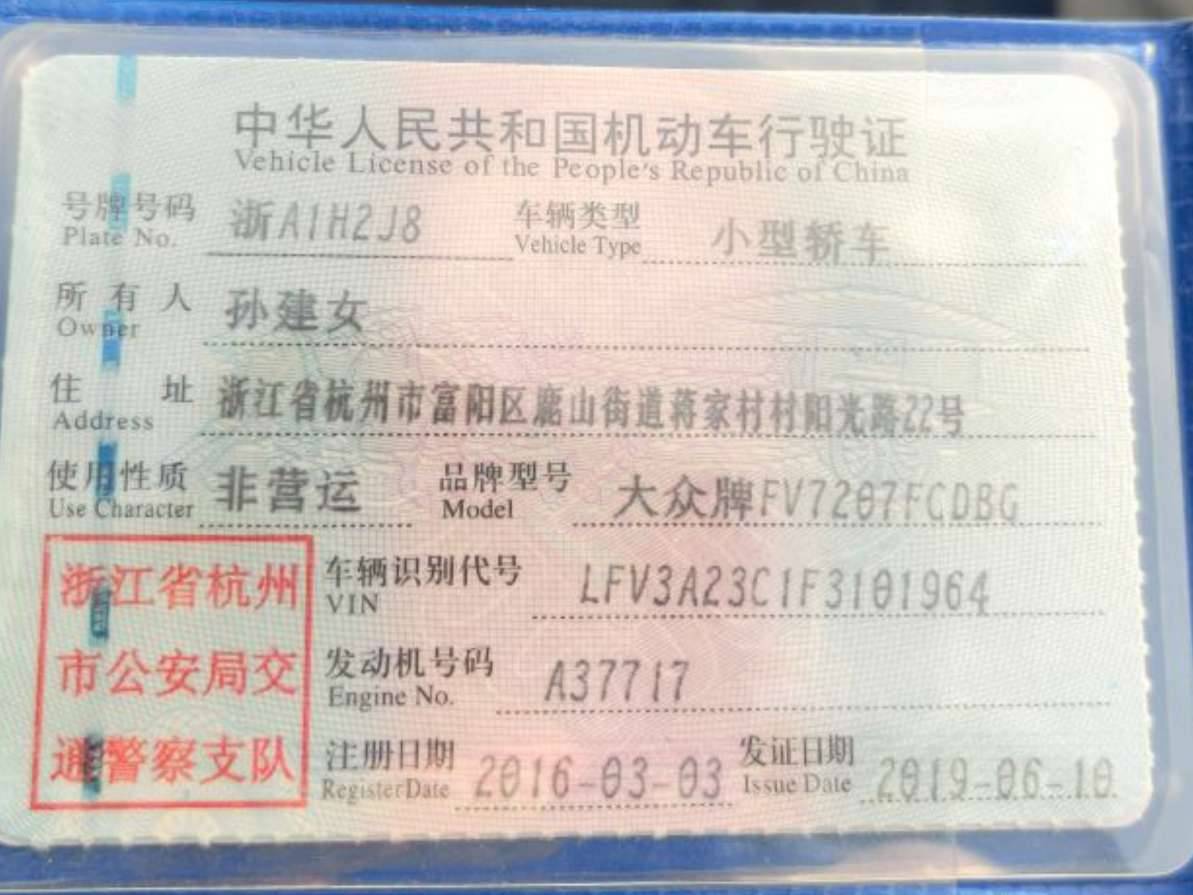 中华人民共和国机动车行驶证
Vehicle License of the People's Republic of China
号牌号码 浙A1H2J8 车辆类型 小型轿车
Plate No. Vehicle Type
所有人 孙建女
Owner
住址 浙江省杭州市富阳区鹿山街道蒋家村村阳光路22号
Address
使用性质 非营运 品牌型号 大众牌FV7207FCDBG
Use Character Model
浙江省杭州
市公安局交
通警察支队
车辆识别代号 LFV3A23C1F3101964
VIN
发动机号码 A37717
Engine No.
注册日期 2016-03-03 发证日期 2019-06-10
Register Date Issue Date